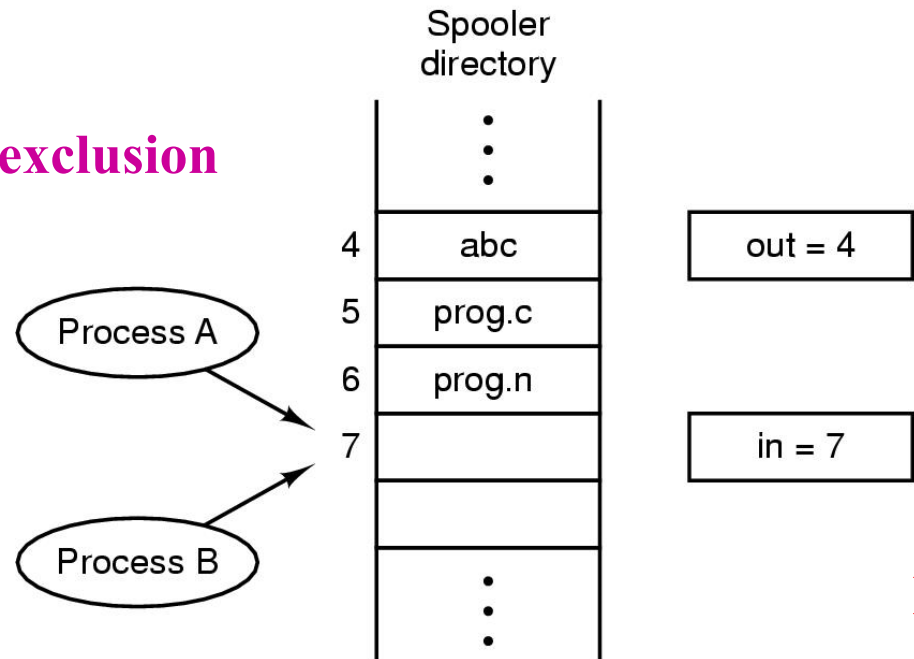 Spooler
directory
exclusion
4 abc out = 4
5 prog.c
Process A
6 prog.n
7 in = 7
Process B